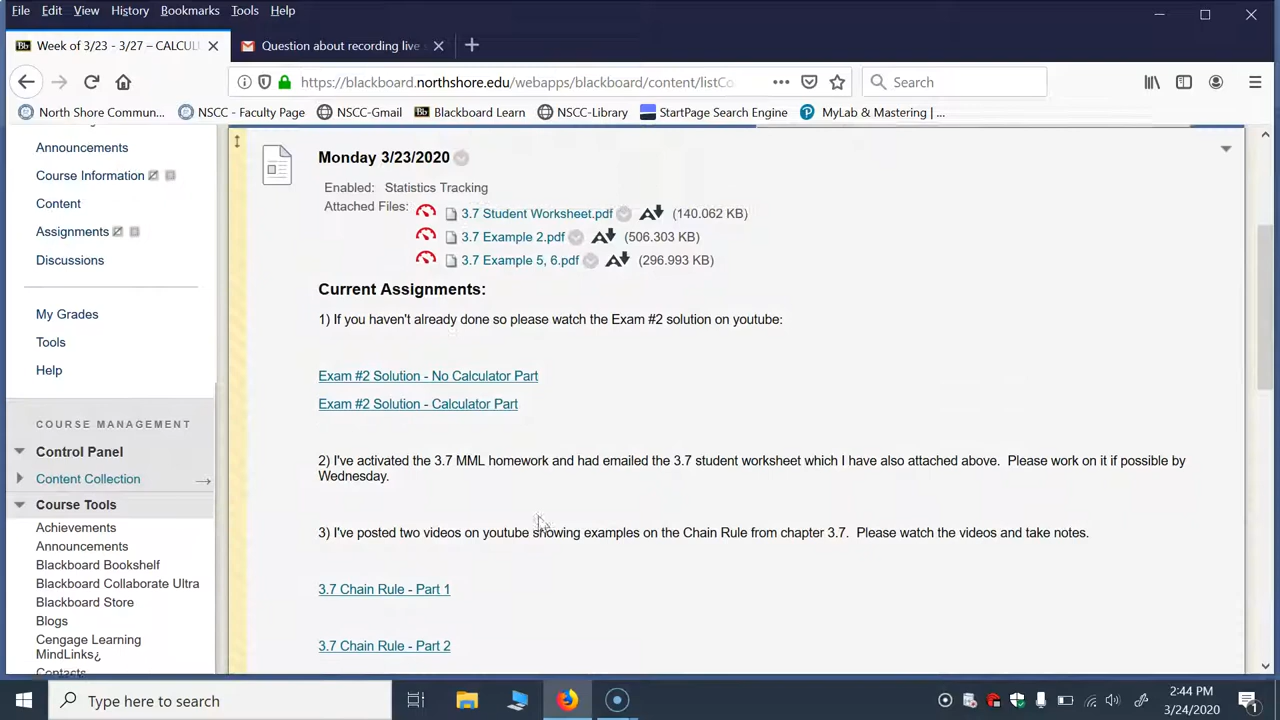 File Edit View History Bookmarks Tools Help
Bb Week of 3/23 - 3/27 – CALCUL
Question about recording live
https://blackboard.northshore.edu/webapps/blackboard/content/listCo
Search
North Shore Commun...
NSCC - Faculty Page
NSCC-Gmail
Bb Blackboard Learn
NSCC-Library
StartPage Search Engine
MyLab & Mastering | ...
Announcements
Course Information
Content
Assignments
Discussions
My Grades
Tools
Help
COURSE MANAGEMENT
Control Panel
Content Collection
Course Tools
Achievements
Announcements
Blackboard Bookshelf
Blackboard Collaborate Ultra
Blackboard Store
Blogs
Cengage Learning
MindLinks¿
Contacts
Monday 3/23/2020
Enabled: Statistics Tracking
Attached Files: 3.7 Student Worksheet.pdf (140.062 KB)
3.7 Example 2.pdf (506.303 KB)
3.7 Example 5, 6.pdf (296.993 KB)
Current Assignments:
1) If you haven't already done so please watch the Exam #2 solution on youtube:
Exam #2 Solution - No Calculator Part
Exam #2 Solution - Calculator Part
2) I've activated the 3.7 MML homework and had emailed the 3.7 student worksheet which I have also attached above. Please work on it if possible by
Wednesday.
3) I've posted two videos on youtube showing examples on the Chain Rule from chapter 3.7. Please watch the videos and take notes.
3.7 Chain Rule - Part 1
3.7 Chain Rule - Part 2
Type here to search
2:44 PM
3/24/2020
1